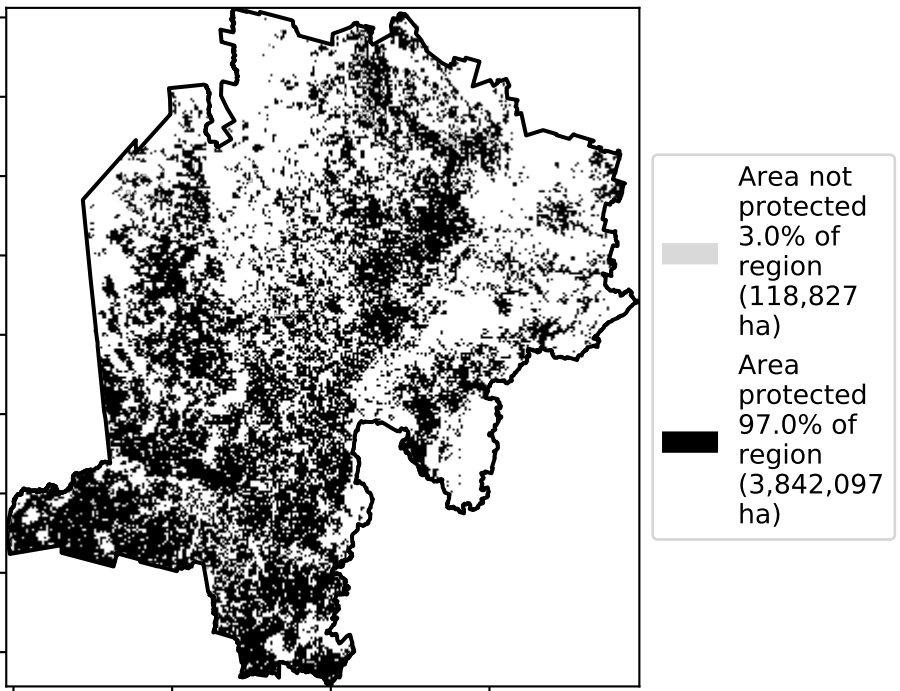 Area not
protected
3.0% of
region
(118,827
ha)
Area
protected
97.0% of
region
(3,842,097
ha)